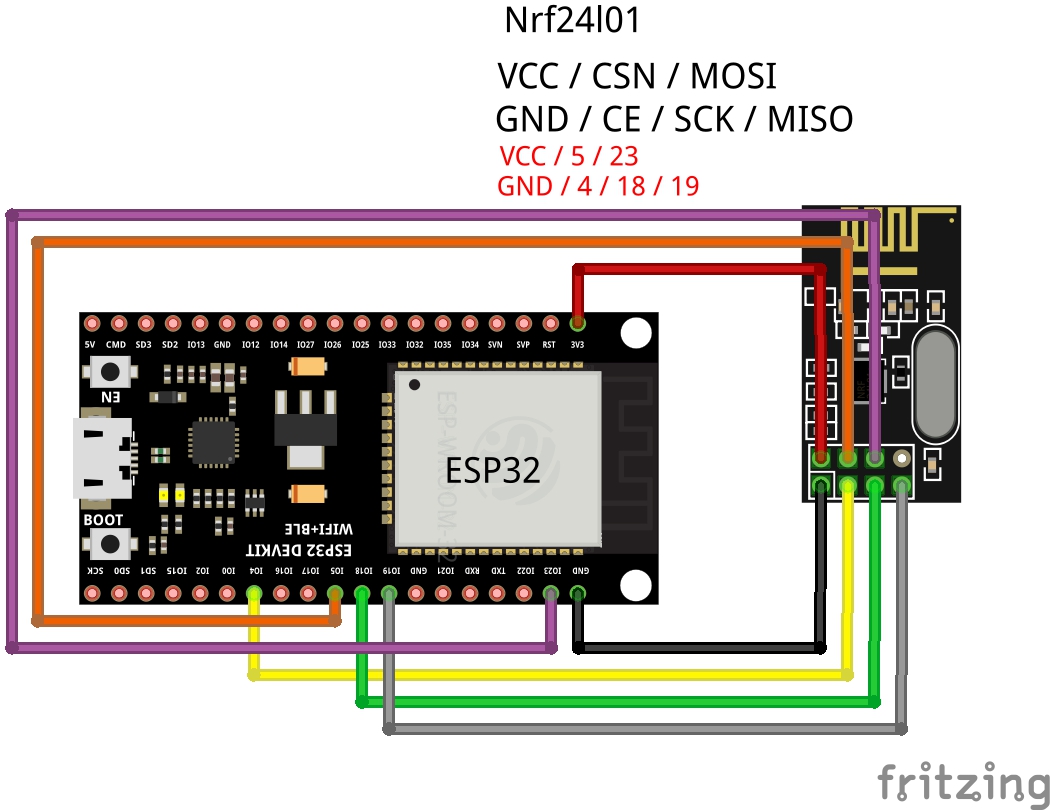 Nrf24l01
VCC / CSN / MOSI
GND / CE / SCK / MISO
VCC / 5 / 23
GND / 4 / 18 / 19
5V CMD SD3 SD2 IO13 GND IO12 IO14 IO27 IO26 IO25 IO33 IO32 IO35 IO34 SVN SVP RST 3V3
EN
ESP-WROOM-32
NRF
ESP32
BOOT
WIFI+BLE
ESP32 DEVKIT
SCK SD0 SD1 IO15 IO2 IO0 IO4 IO16 IO17 IO5 IO18 IO19 GND IO21 RXD TXD IO22 IO23 GND
fritzing